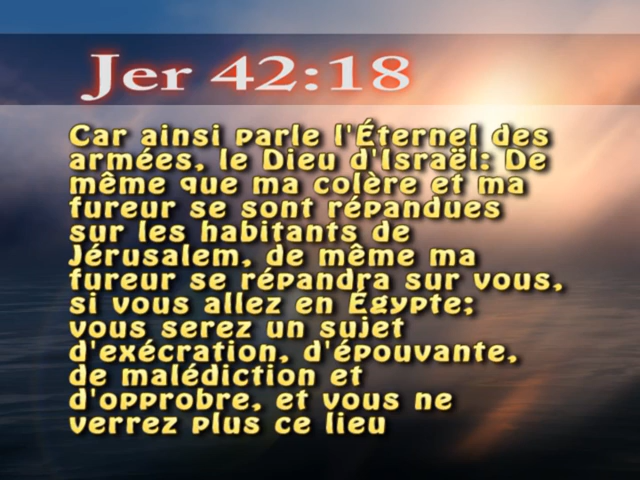 Jer 42:18
Car ainsi parle l'Éternel des
armées, le Dieu d'Israël: De
même que ma colère et ma
fureur se sont répandues
sur les habitants de
Jérusalem, de même ma
fureur se répandra sur vous,
si vous allez en Égypte;
vous serez un sujet
d'exécration, d'épouvante,
de malédiction et
d'opprobre, et vous ne
verrez plus ce lieu